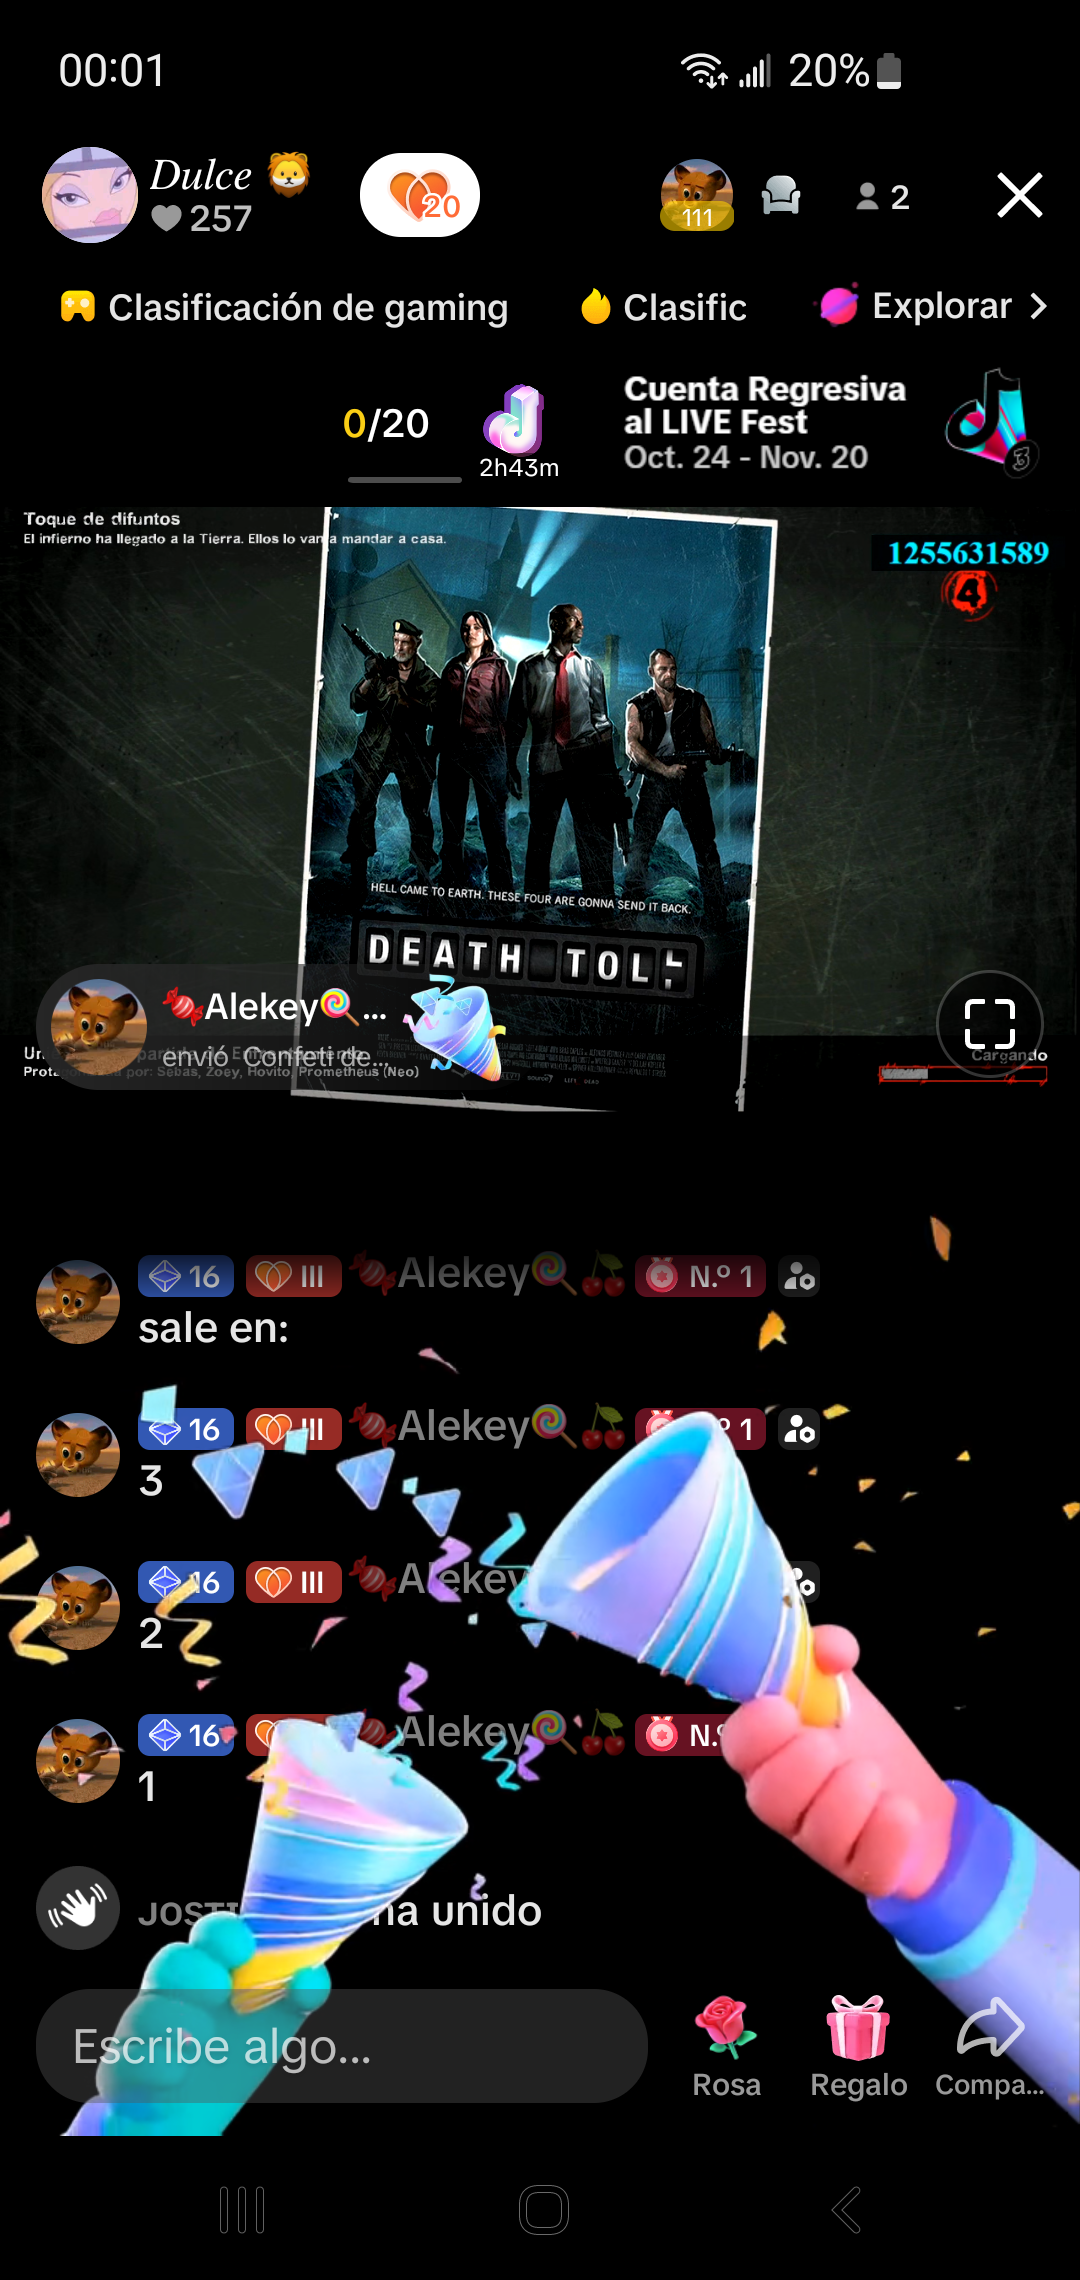 00:01
20%
Dulce
257
20
111
2
Clasificación de gaming
Clasific
Explorar
0/20
2h43m
Cuenta Regresiva
al LIVE Fest
Oct. 24 - Nov. 20
Toque de difuntos
El infierno ha llegado a la Tierra. Ellos lo van a mandar a casa.
1255631589
4
HELL CAME TO EARTH. THESE FOUR ARE GONNA SEND IT BACK.
DEATH TOLL
Alekey...
envió Confeti de...
por: Sebas, Zoey, Hovito, Prometheus (Neo)
Cargando
16 III Alekey N.º 1
sale en:
16 III Alekey 1
3
16 III Alekey
2
16 Alekey N.º
1
ha unido
Escribe algo...
Rosa
Regalo
Compa...